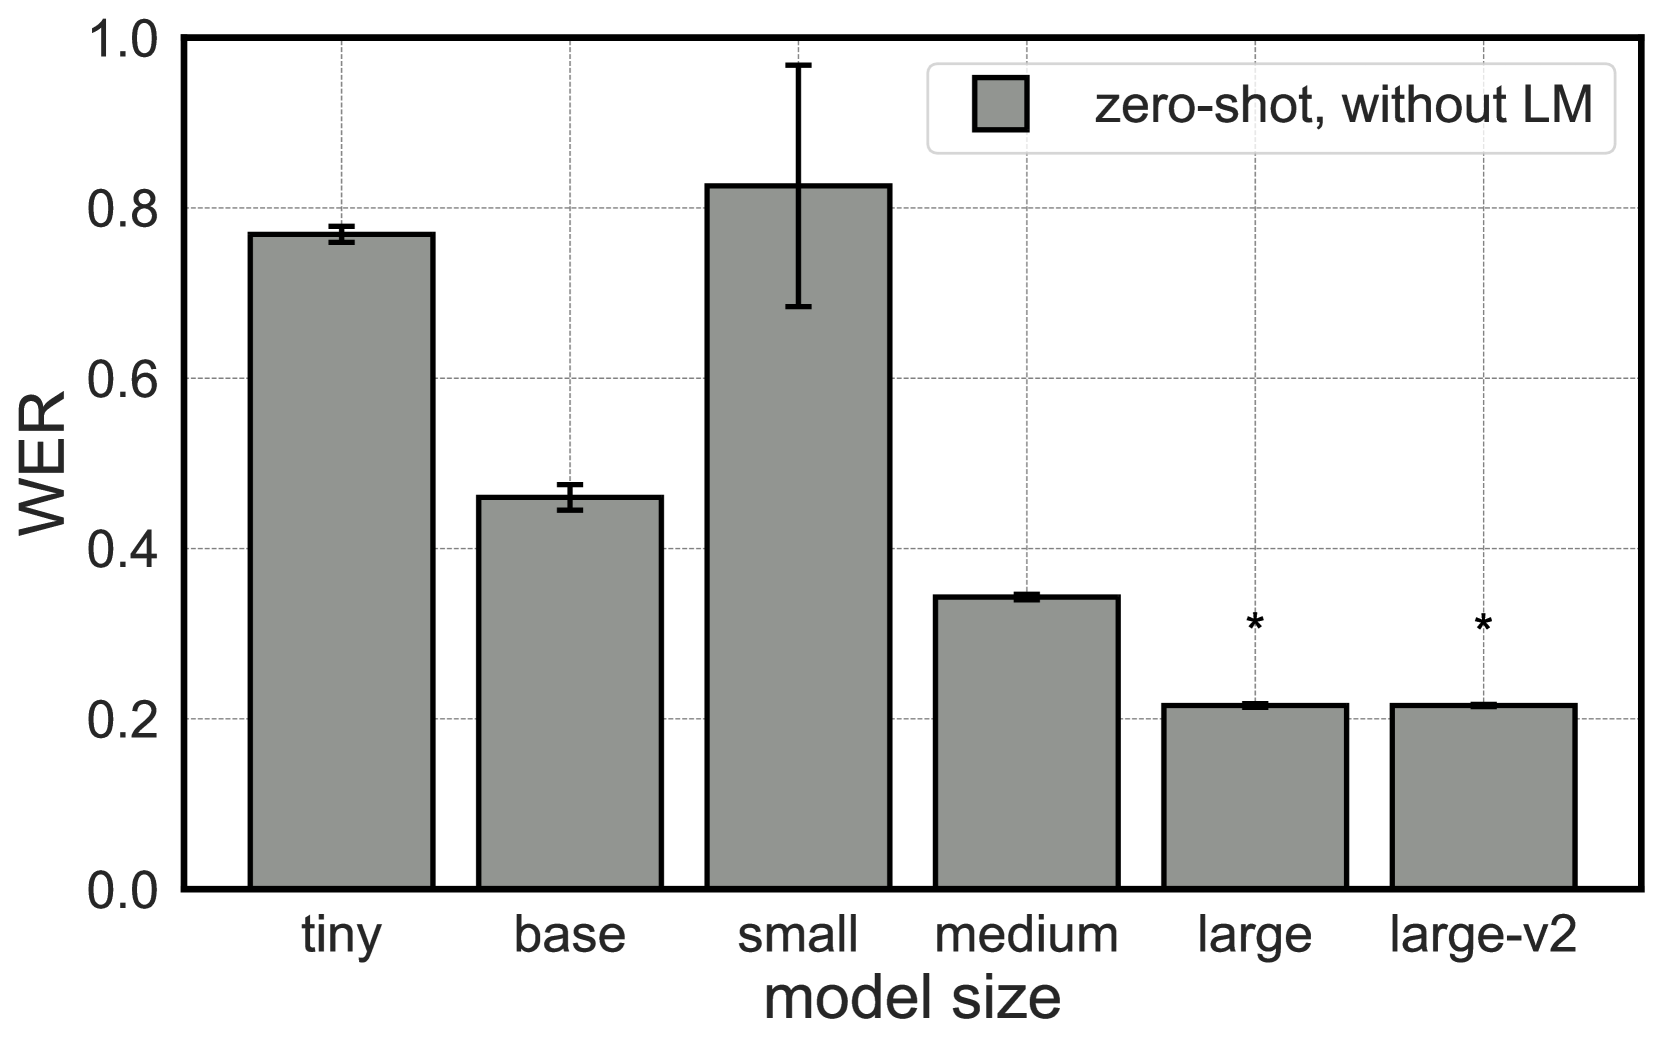 1.0
0.8
0.6
0.4
0.2
0.0
WER
zero-shot, without LM
*
*
tiny
base
small
medium
large
large-v2
model size